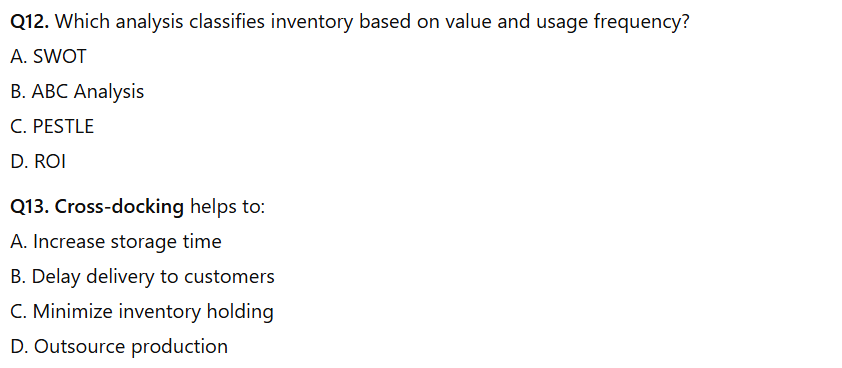 Q12. Which analysis classifies inventory based on value and usage frequency?
A. SWOT
B. ABC Analysis
C. PESTLE
D. ROI
Q13. Cross-docking helps to:
A. Increase storage time
B. Delay delivery to customers
C. Minimize inventory holding
D. Outsource production